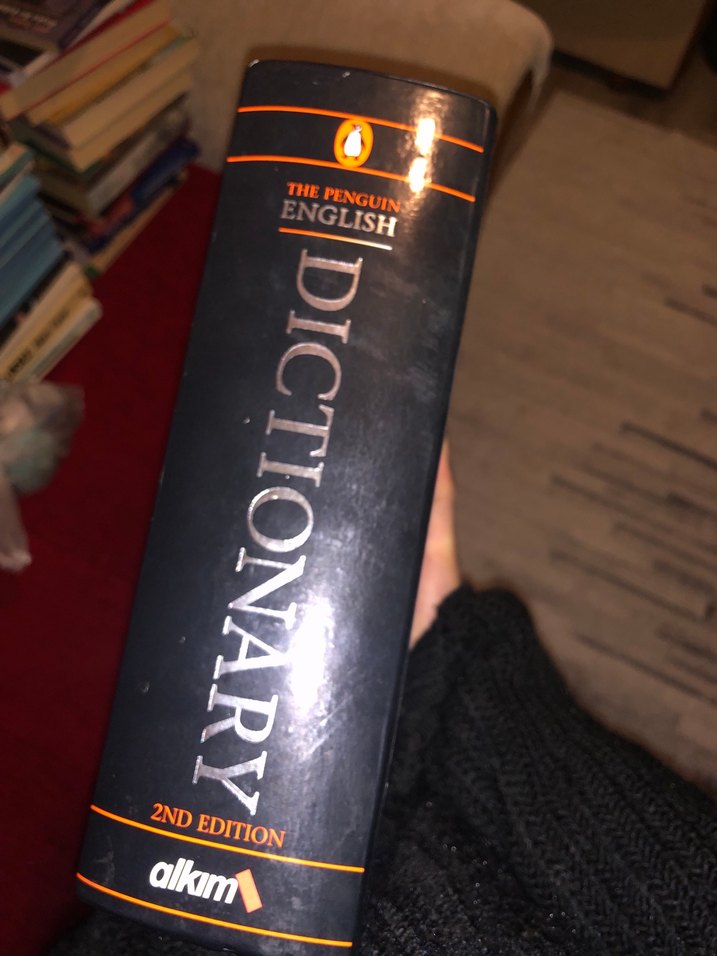 THE PENGUIN
ENGLISH
DICTIONARY
2ND EDITION
alkım